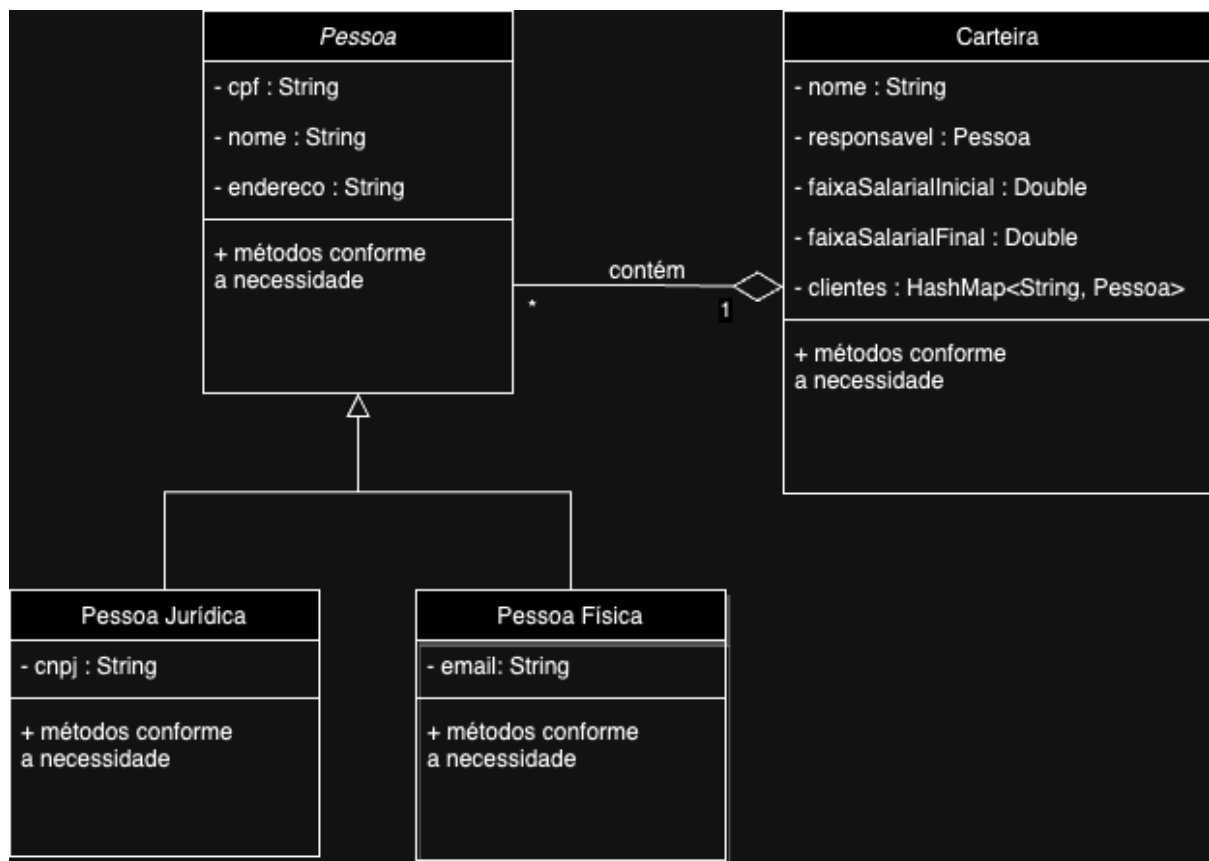 Pessoa
- cpf : String
- nome : String
- endereco : String
+ métodos conforme
a necessidade
contém
*
1
Carteira
- nome : String
- responsavel : Pessoa
- faixaSalarialInicial : Double
- faixaSalarialFinal : Double
- clientes : HashMap<String, Pessoa>
+ métodos conforme
a necessidade
Pessoa Jurídica
- cnpj : String
+ métodos conforme
a necessidade
Pessoa Física
- email: String
+ métodos conforme
a necessidade